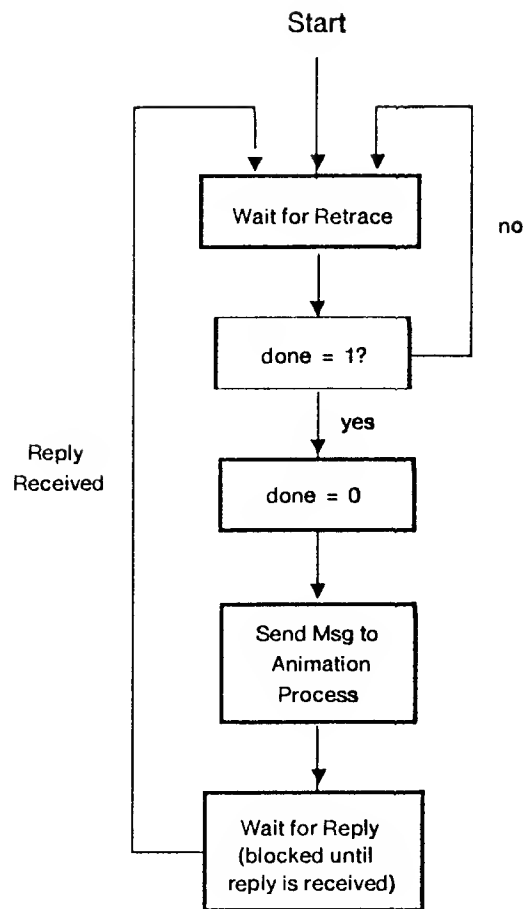 Start
Wait for Retrace
no
done = 1?
yes
Reply
Received
done = 0
Send Msg to
Animation
Process
Wait for Reply
(blocked until
reply is received)